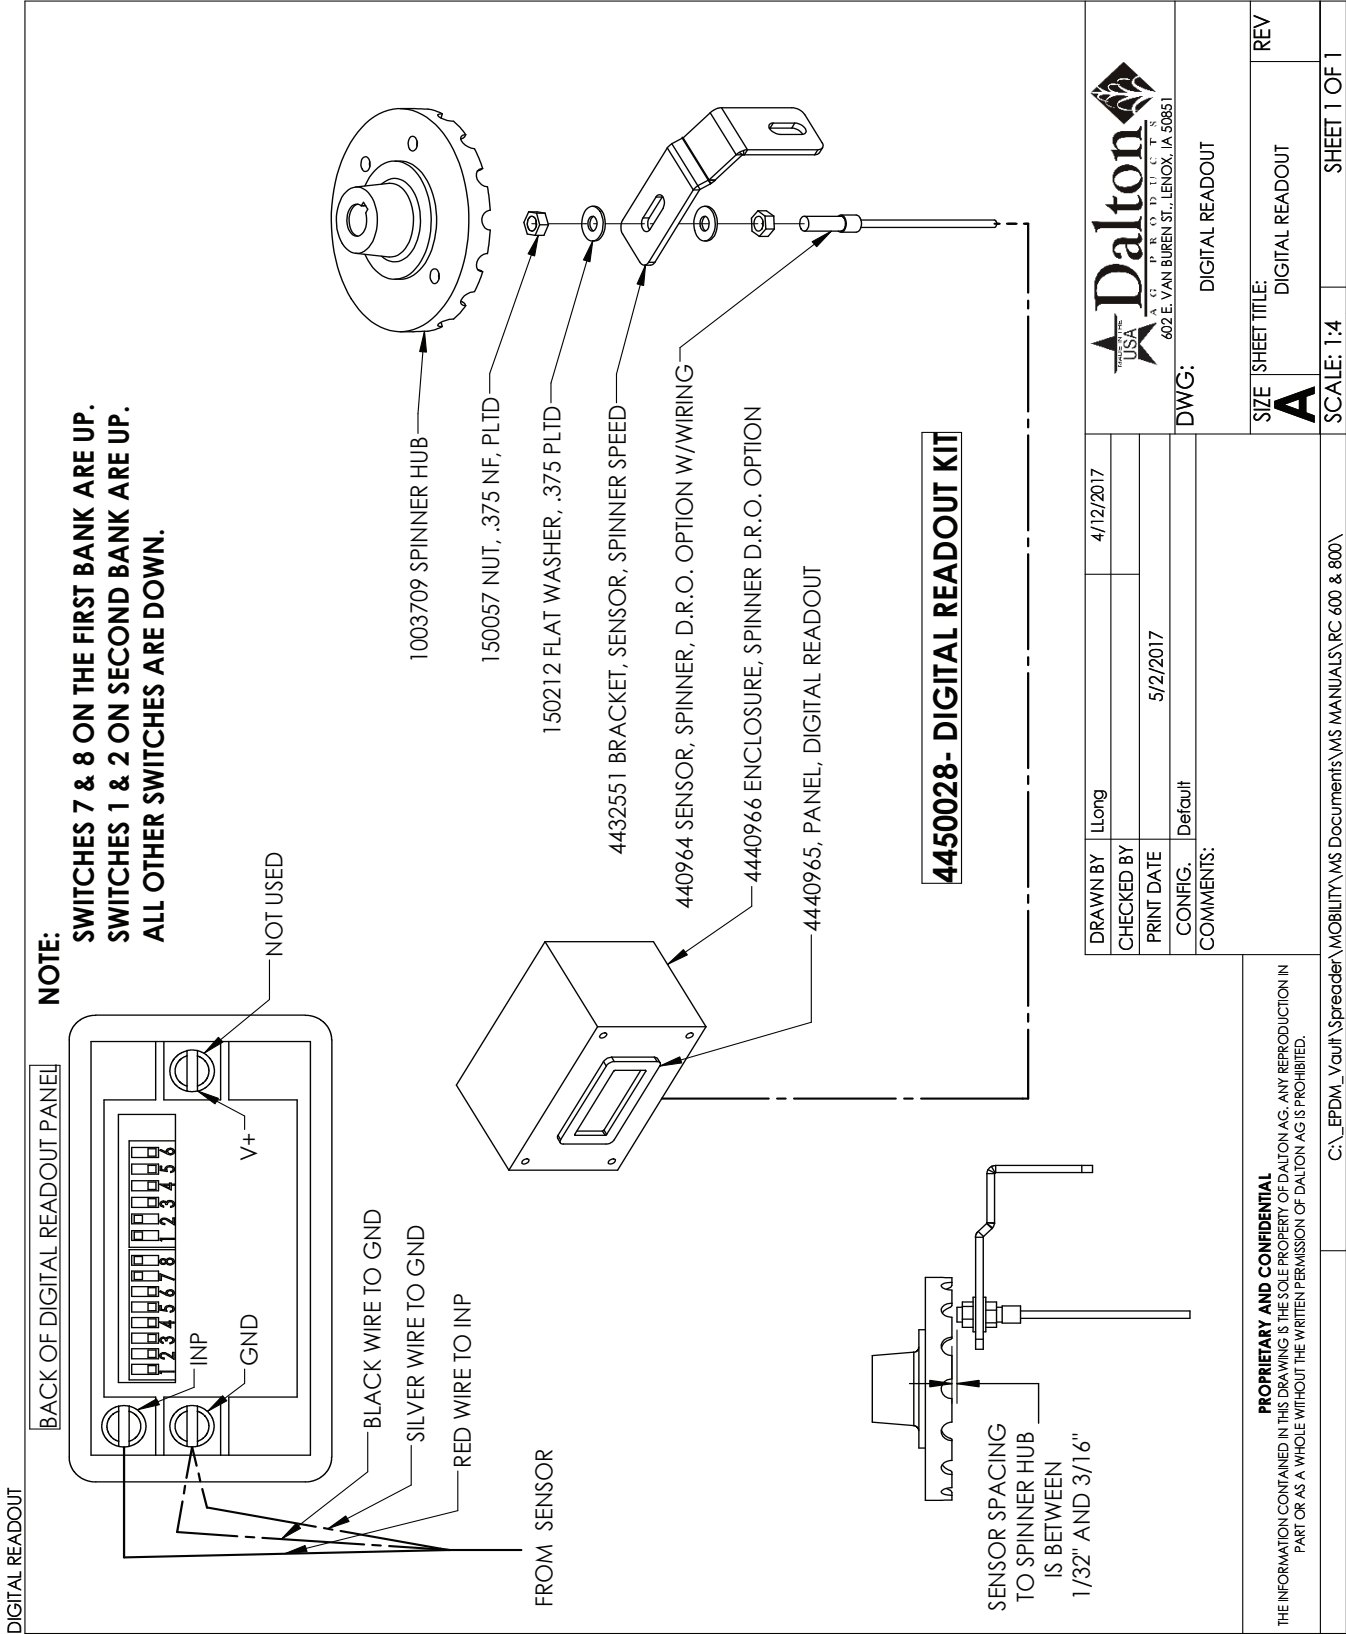 DIGITAL READOUT
BACK OF DIGITAL READOUT PANEL
NOTE:
SWITCHES 7 & 8 ON THE FIRST BANK ARE UP.
SWITCHES 1 & 2 ON SECOND BANK ARE UP.
ALL OTHER SWITCHES ARE DOWN.
1 2 3 4 5 6 7 8 1 2 3 4 5 6
INP
GND
V+
NOT USED
BLACK WIRE TO GND
SILVER WIRE TO GND
RED WIRE TO INP
FROM SENSOR
1003709 SPINNER HUB
150057 NUT, .375 NF, PLTD
150212 FLAT WASHER, .375 PLTD
4432551 BRACKET, SENSOR, SPINNER SPEED
440964 SENSOR, SPINNER, D.R.O. OPTION W/WIRING
4440966 ENCLOSURE, SPINNER D.R.O. OPTION
4440965, PANEL, DIGITAL READOUT
4450028- DIGITAL READOUT KIT
SENSOR SPACING
TO SPINNER HUB
IS BETWEEN
1/32" AND 3/16"
PROPRIETARY AND CONFIDENTIAL
THE INFORMATION CONTAINED IN THIS DRAWING IS THE SOLE PROPERTY OF DALTON AG. ANY REPRODUCTION IN
PART OR AS A WHOLE WITHOUT THE WRITTEN PERMISSION OF DALTON AG IS PROHIBITED.
DRAWN BY LLong 4/12/2017
CHECKED BY
PRINT DATE 5/2/2017
CONFIG. Default
COMMENTS:
MADE IN THE
USA
Dalton
AG PRODUCTS
602 E. VAN BUREN ST., LENOX, IA 50851
DWG:
DIGITAL READOUT
SIZE
A
SHEET TITLE:
DIGITAL READOUT
REV
C:\_EPDM_Vault\Spreader\MOBILITY\MS Documents\MS MANUALS\RC 600 & 800\
SCALE: 1:4
SHEET 1 OF 1